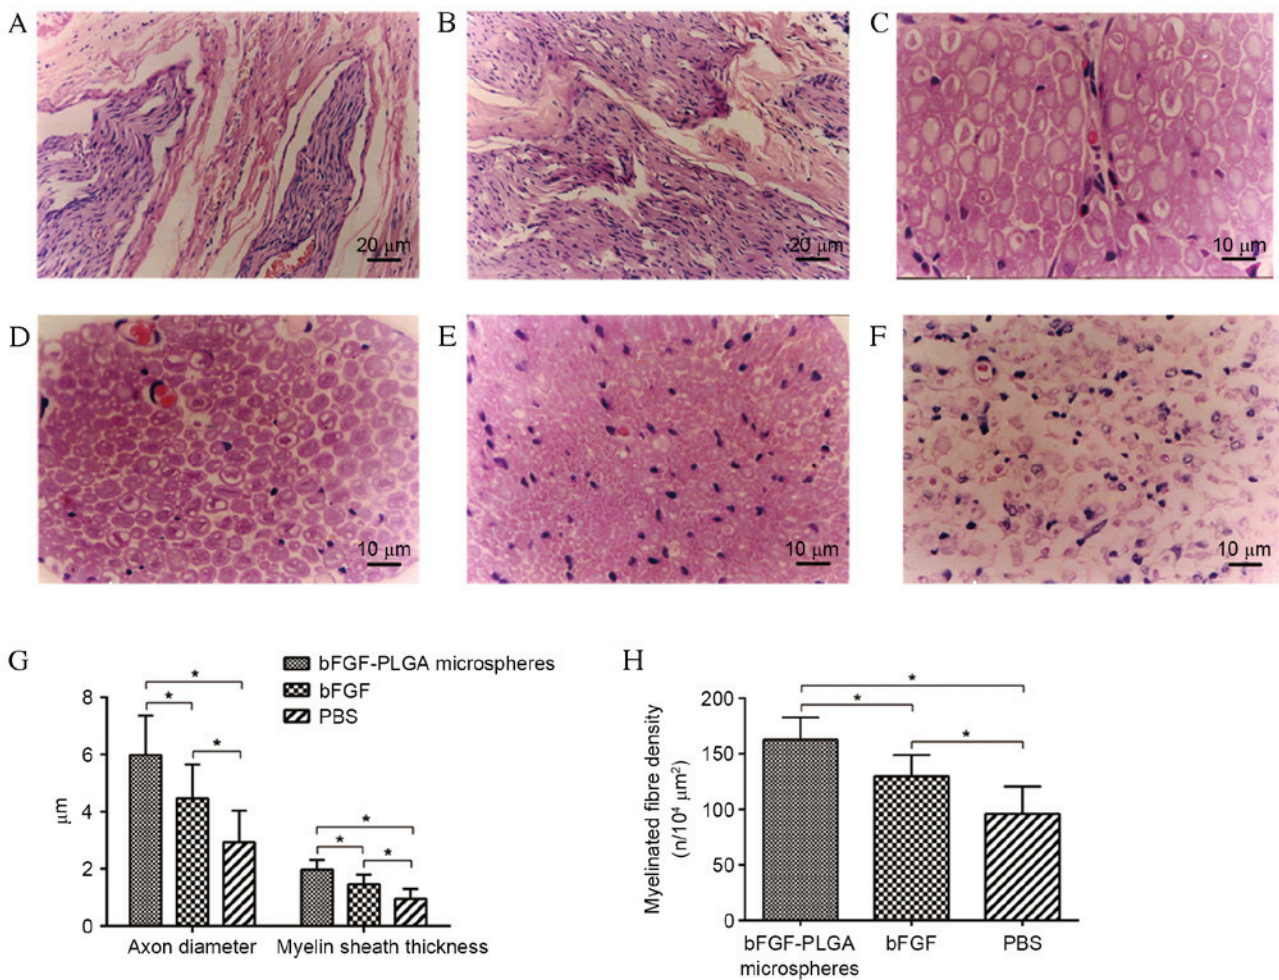 A
B
C
20 μm
20 μm
10 μm
D
E
F
10 μm
10 μm
10 μm
G
H
bFGF-PLGA microspheres
bFGF
PBS
8
6
4
2
0
μm
* * * * * *
Axon diameter
Myelin sheath thickness
200
150
100
50
0
Myelinated fibre density
(n/10⁴ μm²)
* * *
bFGF-PLGA
microspheres
bFGF
PBS